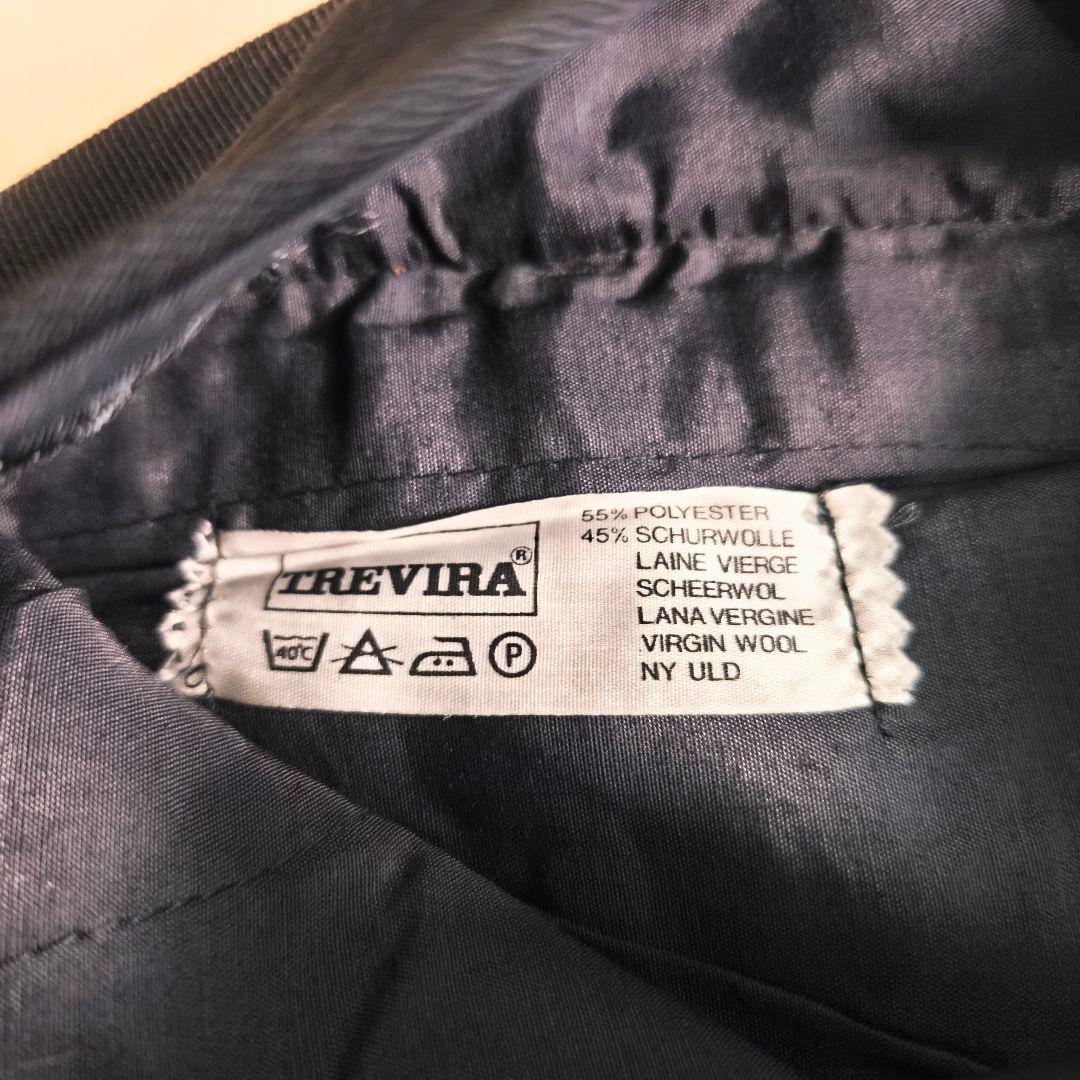 TREVIRA®
40°C
P
55% POLYESTER
45% SCHURWOLLE
LAINE VIERGE
SCHEERWOL
LANA VERGINE
VIRGIN WOOL
NY ULD